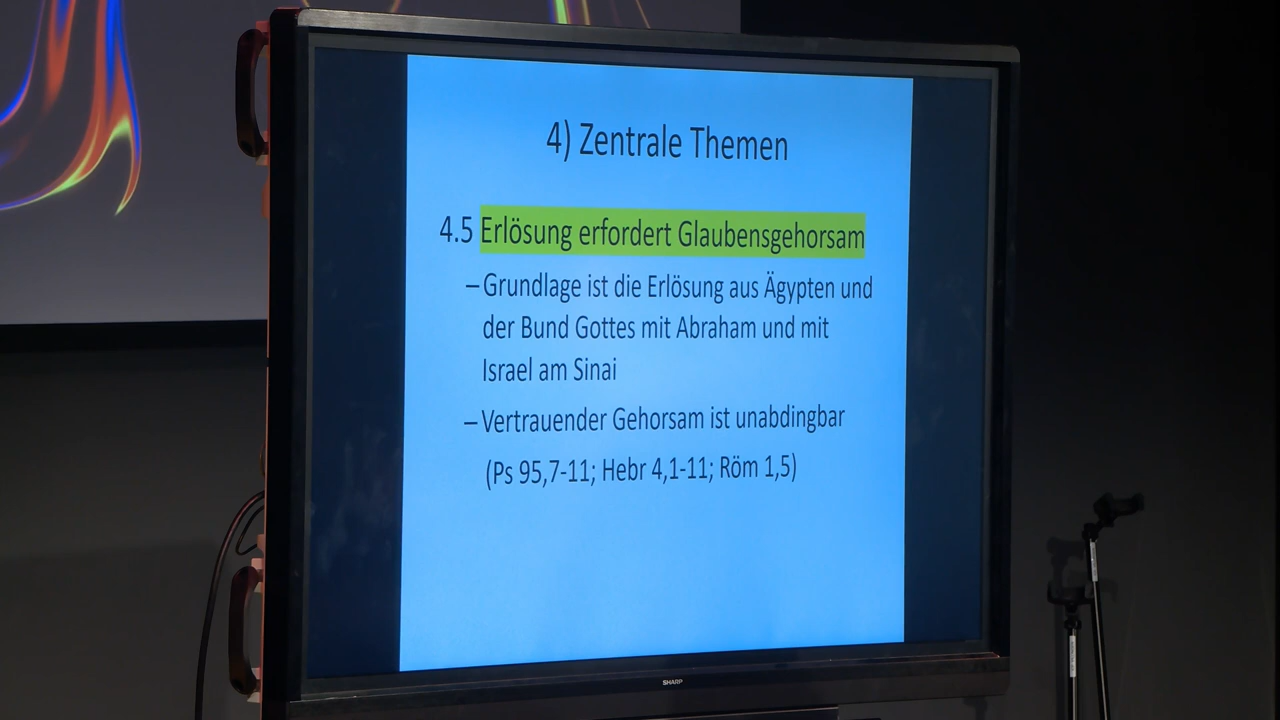 4) Zentrale Themen
4.5 Erlösung erfordert Glaubensgehorsam
– Grundlage ist die Erlösung aus Ägypten und
der Bund Gottes mit Abraham und mit
Israel am Sinai
– Vertrauender Gehorsam ist unabdingbar
(Ps 95,7-11; Hebr 4,1-11; Röm 1,5)
SHARP